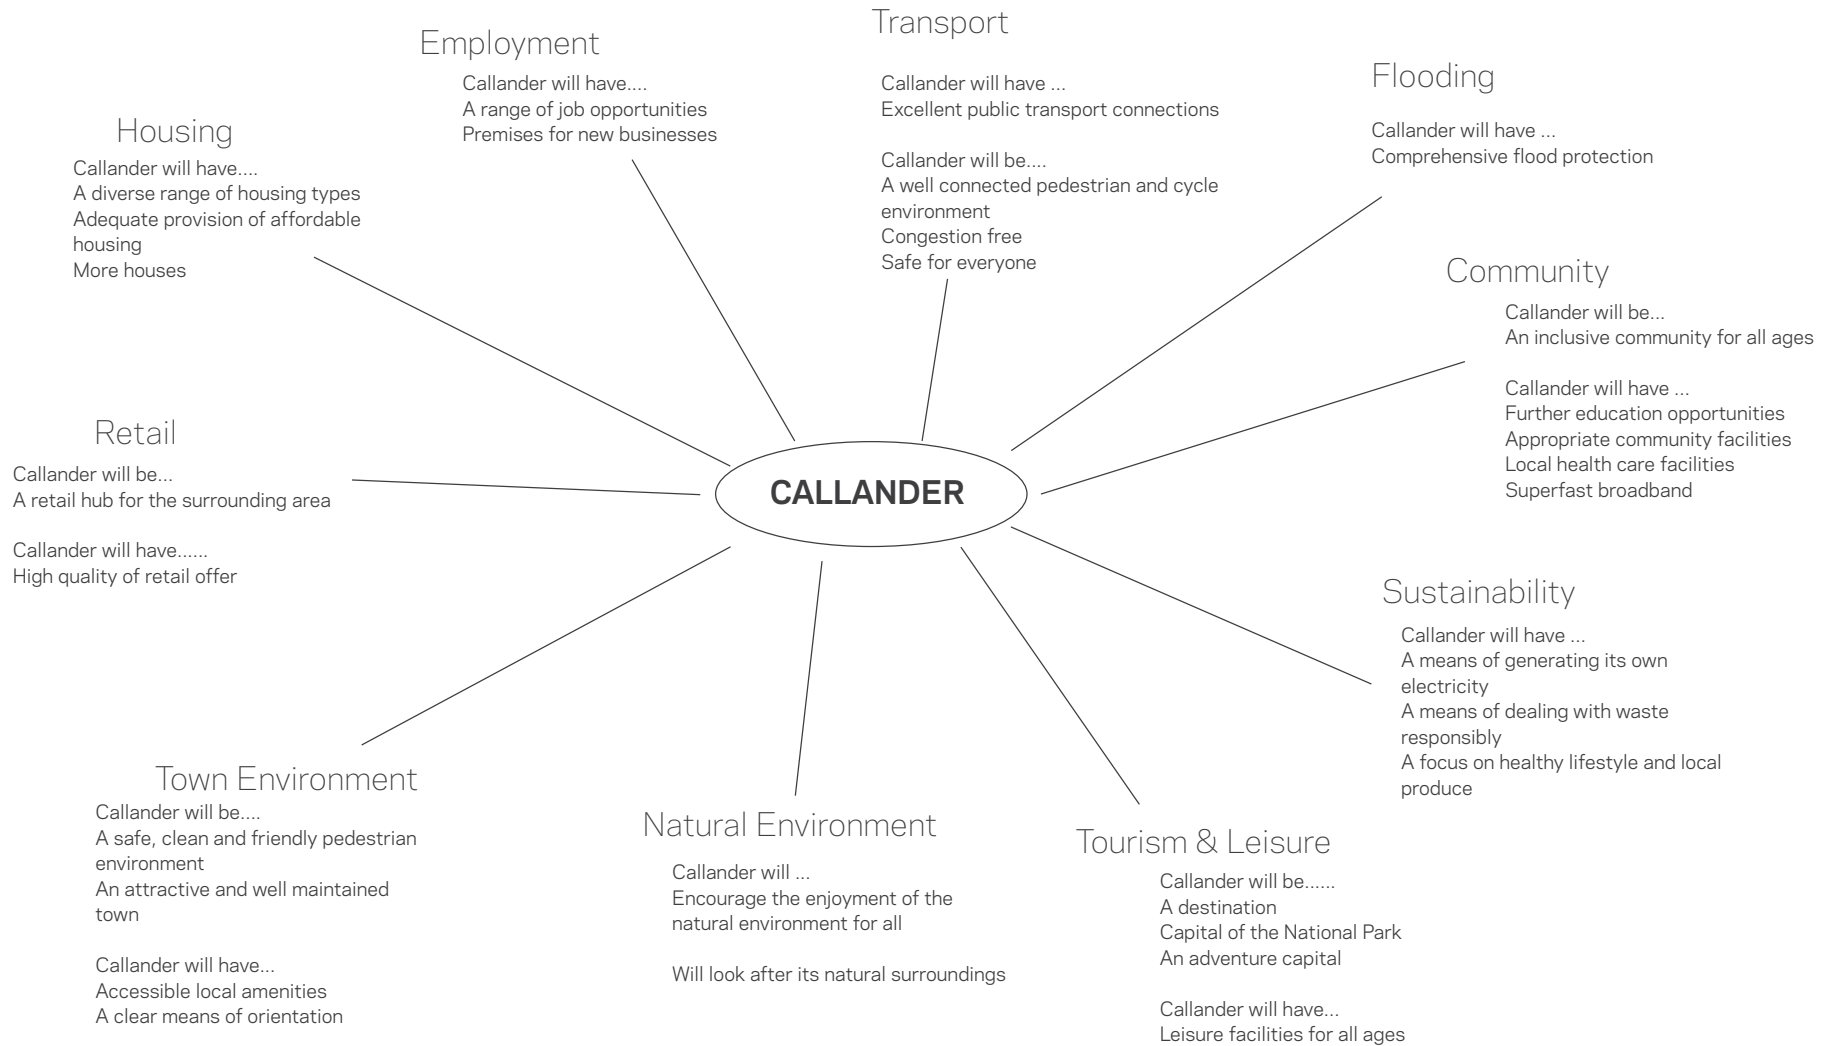 Transport
Callander will have ...
Excellent public transport connections
Callander will be....
A well connected pedestrian and cycle
environment
Congestion free
Safe for everyone
Employment
Callander will have....
A range of job opportunities
Premises for new businesses
Flooding
Callander will have ...
Comprehensive flood protection
Housing
Callander will have....
A diverse range of housing types
Adequate provision of affordable
housing
More houses
Community
Callander will be...
An inclusive community for all ages
Callander will have ...
Further education opportunities
Appropriate community facilities
Local health care facilities
Superfast broadband
Retail
Callander will be...
A retail hub for the surrounding area
Callander will have......
High quality of retail offer
CALLANDER
Sustainability
Callander will have ...
A means of generating its own
electricity
A means of dealing with waste
responsibly
A focus on healthy lifestyle and local
produce
Town Environment
Callander will be....
A safe, clean and friendly pedestrian
environment
An attractive and well maintained
town
Callander will have...
Accessible local amenities
A clear means of orientation
Natural Environment
Callander will ...
Encourage the enjoyment of the
natural environment for all
Will look after its natural surroundings
Tourism & Leisure
Callander will be......
A destination
Capital of the National Park
An adventure capital
Callander will have...
Leisure facilities for all ages